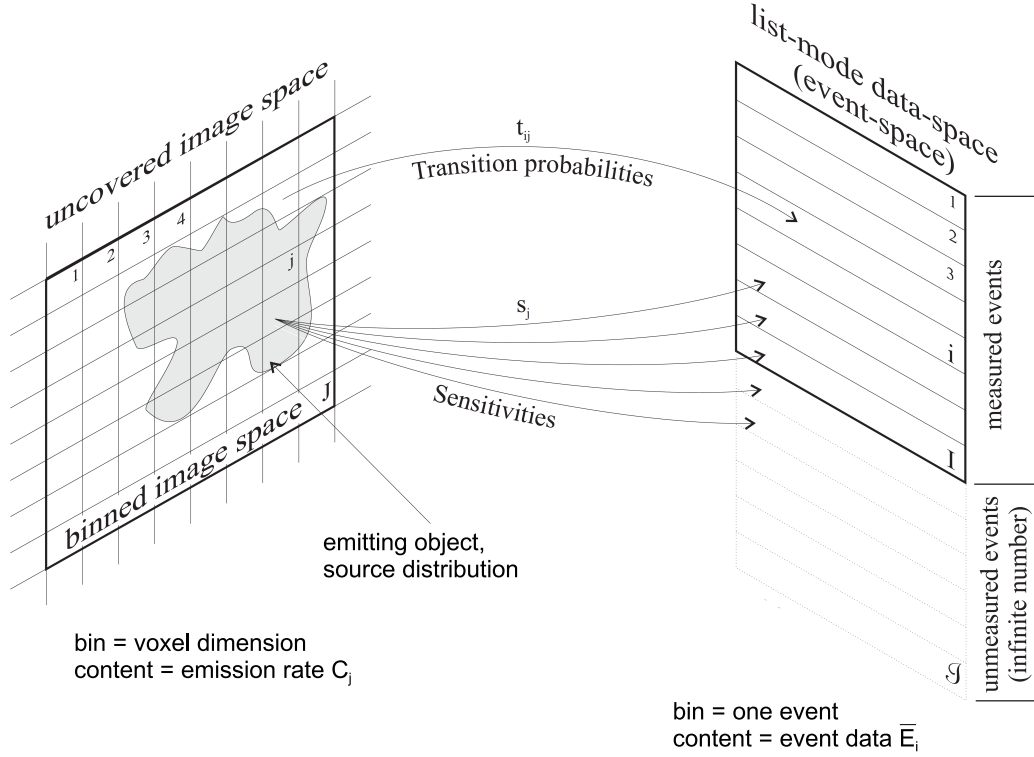 list-mode data-space
(event-space)
uncovered image space
t_ij
Transition probabilities
1
2
3
4
j
1
2
3
i
I
measured events
s_j
Sensitivities
J
binned image space
emitting object,
source distribution
unmeasured events
(infinite number)
ℐ
bin = voxel dimension
content = emission rate C_j
bin = one event
content = event data E̅_i